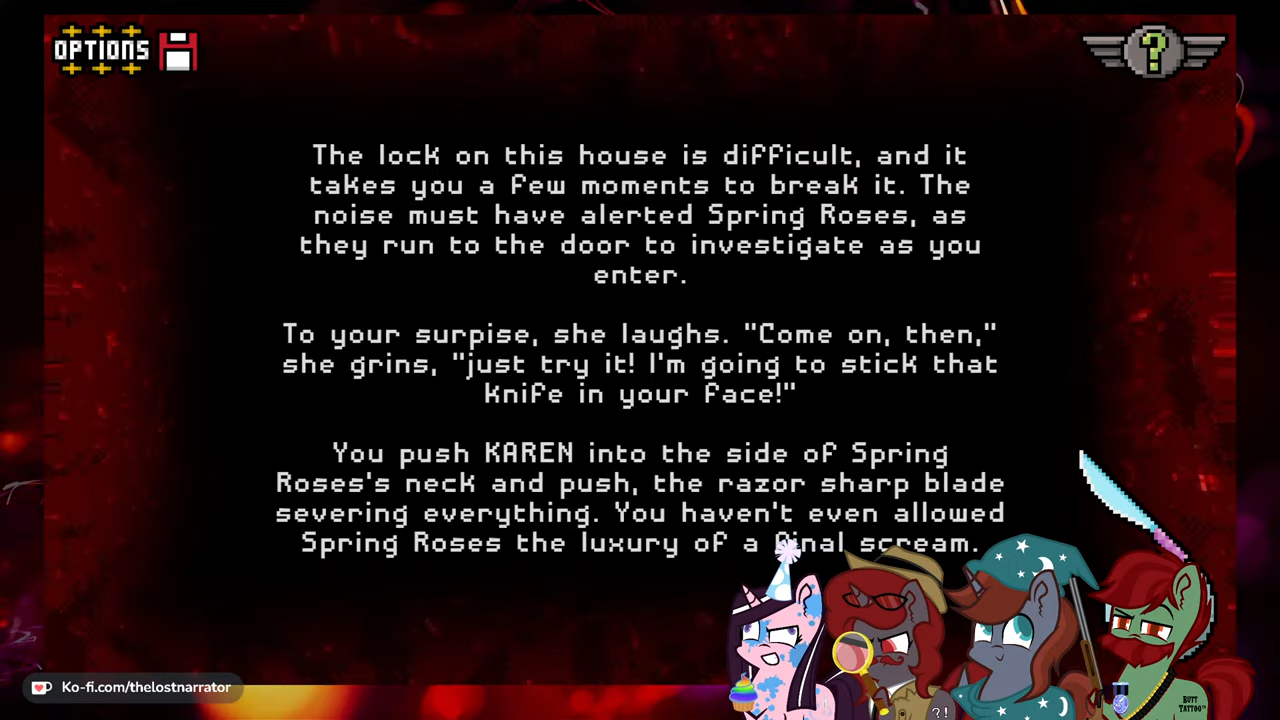 OPTIONS
?
The lock on this house is difficult, and it
takes you a few moments to break it. The
noise must have alerted Spring Roses, as
they run to the door to investigate as you
enter.
To your surpise, she laughs. "Come on, then,"
she grins, "just try it! I'm going to stick that
knife in your face!"
You push KAREN into the side of Spring
Roses's neck and push, the razor sharp blade
severing everything. You haven't even allowed
Spring Roses the luxury of a final scream.
Ko-fi.com/thelostnarrator
?!
BUTT
TATTOO™